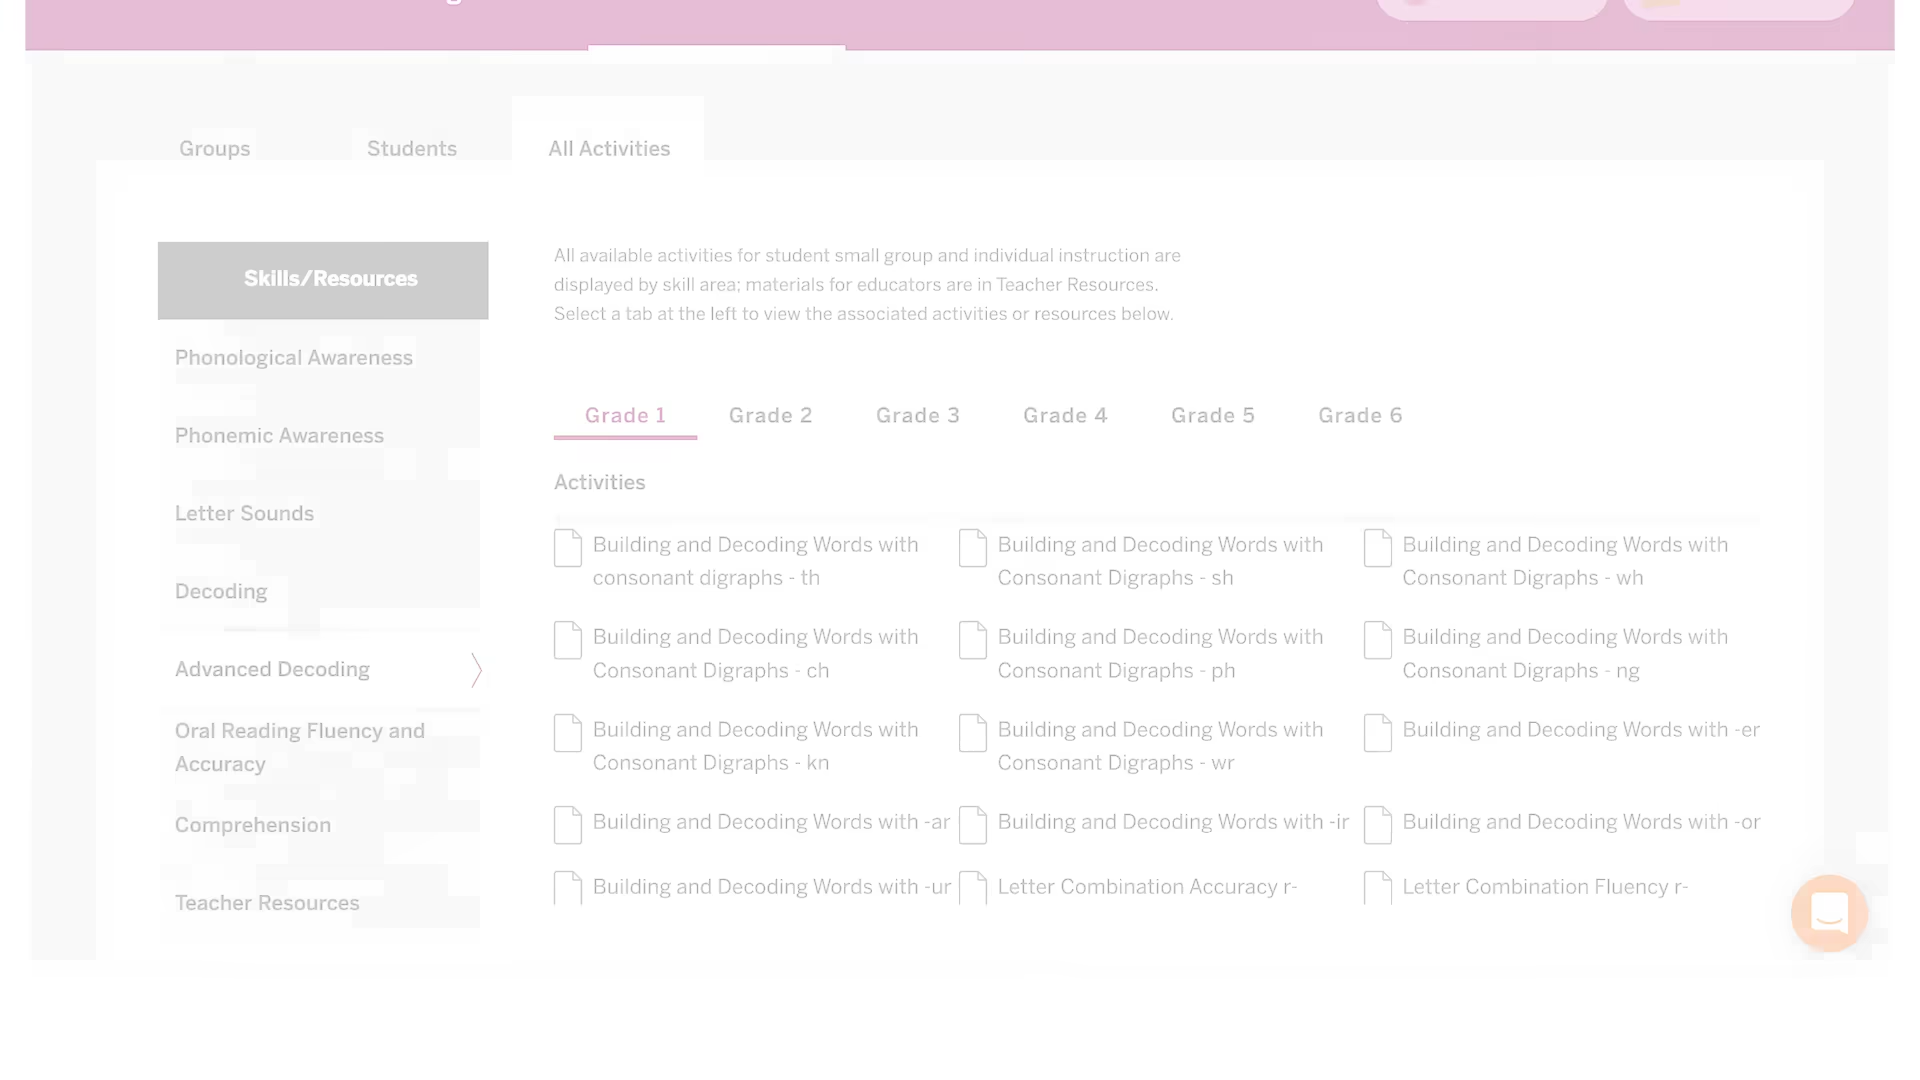 Groups
Students
All Activities
Skills/Resources
Phonological Awareness
Phonemic Awareness
Letter Sounds
Decoding
Advanced Decoding
Oral Reading Fluency and
Accuracy
Comprehension
Teacher Resources
All available activities for student small group and individual instruction are
displayed by skill area; materials for educators are in Teacher Resources.
Select a tab at the left to view the associated activities or resources below.
Grade 1
Grade 2
Grade 3
Grade 4
Grade 5
Grade 6
Activities
Building and Decoding Words with
consonant digraphs - th
Building and Decoding Words with
Consonant Digraphs - sh
Building and Decoding Words with
Consonant Digraphs - wh
Building and Decoding Words with
Consonant Digraphs - ch
Building and Decoding Words with
Consonant Digraphs - ph
Building and Decoding Words with
Consonant Digraphs - ng
Building and Decoding Words with
Consonant Digraphs - kn
Building and Decoding Words with
Consonant Digraphs - wr
Building and Decoding Words with -er
Building and Decoding Words with -ar
Building and Decoding Words with -ir
Building and Decoding Words with -or
Building and Decoding Words with -ur
Letter Combination Accuracy r-
Letter Combination Fluency r-